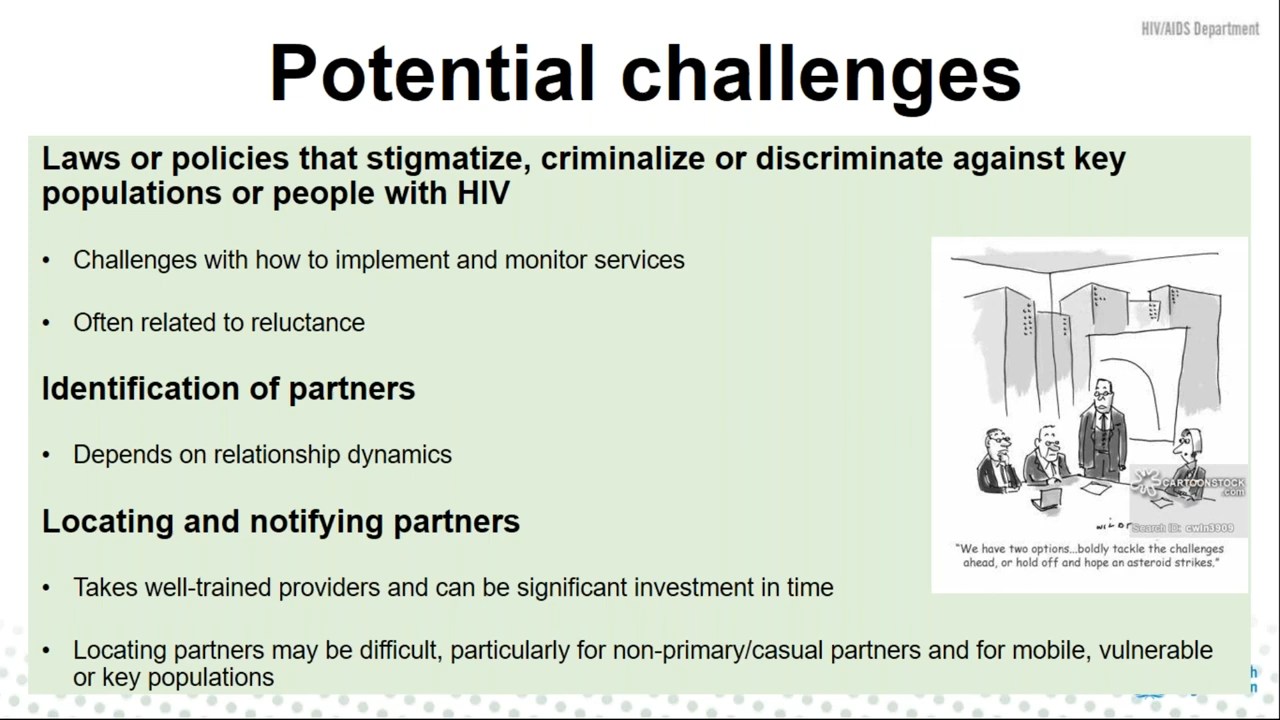 HIV/AIDS Department
Potential challenges
Laws or policies that stigmatize, criminalize or discriminate against key
populations or people with HIV
• Challenges with how to implement and monitor services
• Often related to reluctance
Identification of partners
• Depends on relationship dynamics
Locating and notifying partners
• Takes well-trained providers and can be significant investment in time
• Locating partners may be difficult, particularly for non-primary/casual partners and for mobile, vulnerable
or key populations
CARTOONSTOCK
.com
Search ID: cwln3909
"We have two options...boldly tackle the challenges
ahead, or hold off and hope an asteroid strikes."
h
n